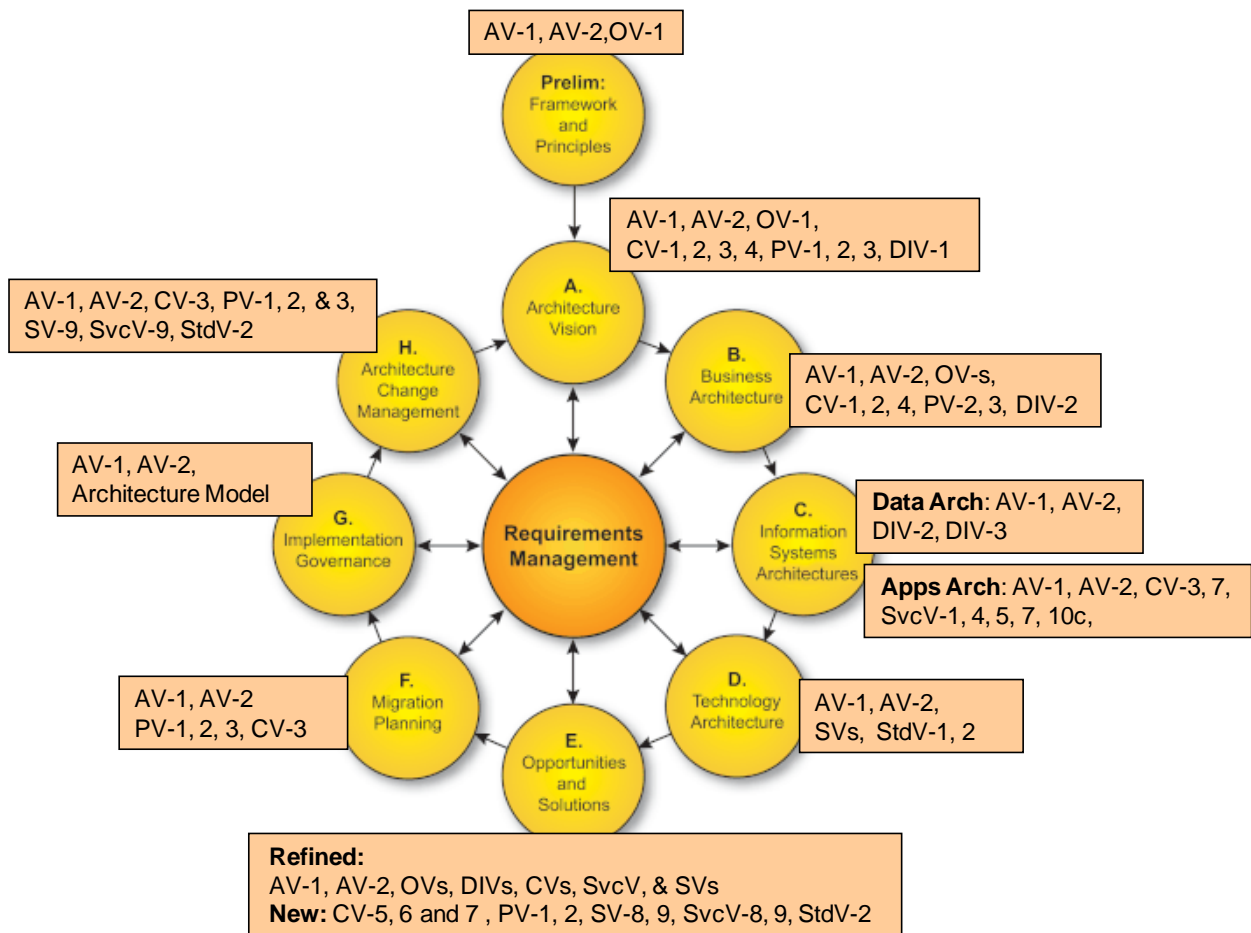 AV-1, AV-2,OV-1
Prelim:
Framework
and
Principles
AV-1, AV-2, OV-1,
CV-1, 2, 3, 4, PV-1, 2, 3, DIV-1
A.
Architecture
Vision
AV-1, AV-2, CV-3, PV-1, 2, & 3,
SV-9, SvcV-9, StdV-2
H.
Architecture
Change
Management
B.
Business
Architecture
AV-1, AV-2, OV-s,
CV-1, 2, 4, PV-2, 3, DIV-2
AV-1, AV-2,
Architecture Model
G.
Implementation
Governance
Requirements
Management
C.
Information
Systems
Architectures
Data Arch: AV-1, AV-2,
DIV-2, DIV-3
Apps Arch: AV-1, AV-2, CV-3, 7,
SvcV-1, 4, 5, 7, 10c,
AV-1, AV-2
PV-1, 2, 3, CV-3
F.
Migration
Planning
D.
Technology
Architecture
AV-1, AV-2,
SVs, StdV-1, 2
E.
Opportunities
and
Solutions
Refined:
AV-1, AV-2, OVs, DIVs, CVs, SvcV, & SVs
New: CV-5, 6 and 7 , PV-1, 2, SV-8, 9, SvcV-8, 9, StdV-2